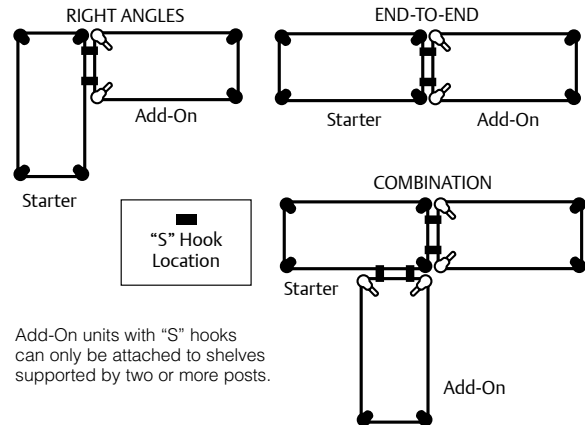 RIGHT ANGLES
Add-On
Starter
END-TO-END
Starter
Add-On
“S” Hook
Location
COMBINATION
Starter
Add-On
Add-On units with “S” hooks
can only be attached to shelves
supported by two or more posts.